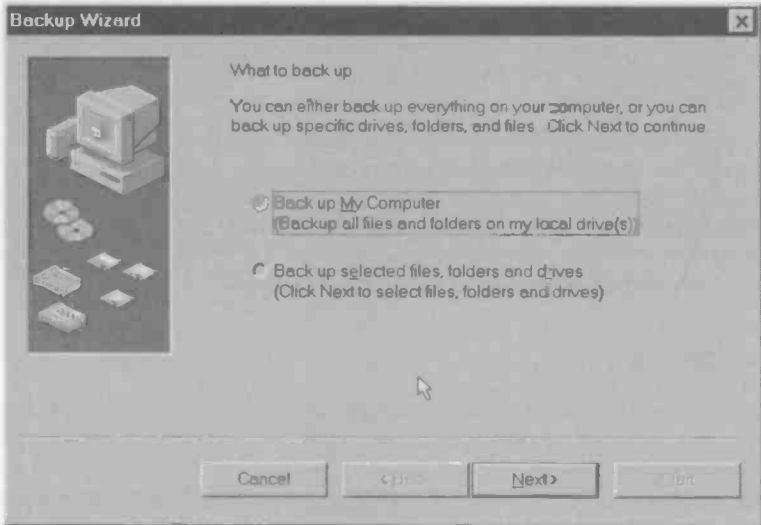 Backup Wizard
What to back up
You can either back up everything on your computer, or you can
back up specific drives, folders, and files Click Next to continue
Back up My Computer
(Backup all files and folders on my local drive(s))
Back up selected files, folders and drives
(Click Next to select files, folders and drives)
Cancel
Next>